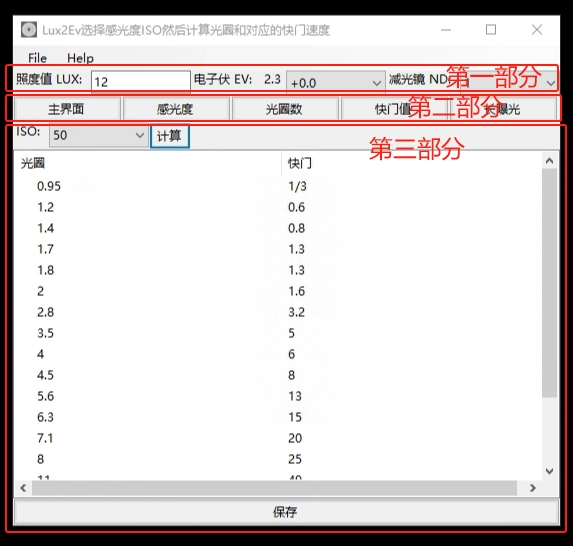 Lux2Ev选择感光度ISO然后计算光圈和对应的快门速度
File Help
照度值 LUX: 12 电子伏 EV: 2.3 +0.0 减光镜 ND 第一部分
主界面 感光度 光圈数 快门值 第二部分 曝光
ISO: 50 计算 第三部分
光圈 快门
0.95 1/3
1.2 0.6
1.4 0.8
1.7 1.3
1.8 1.3
2 1.6
2.8 3.2
3.5 5
4 6
4.5 8
5.6 13
6.3 15
7.1 20
8 25
11 40
保存